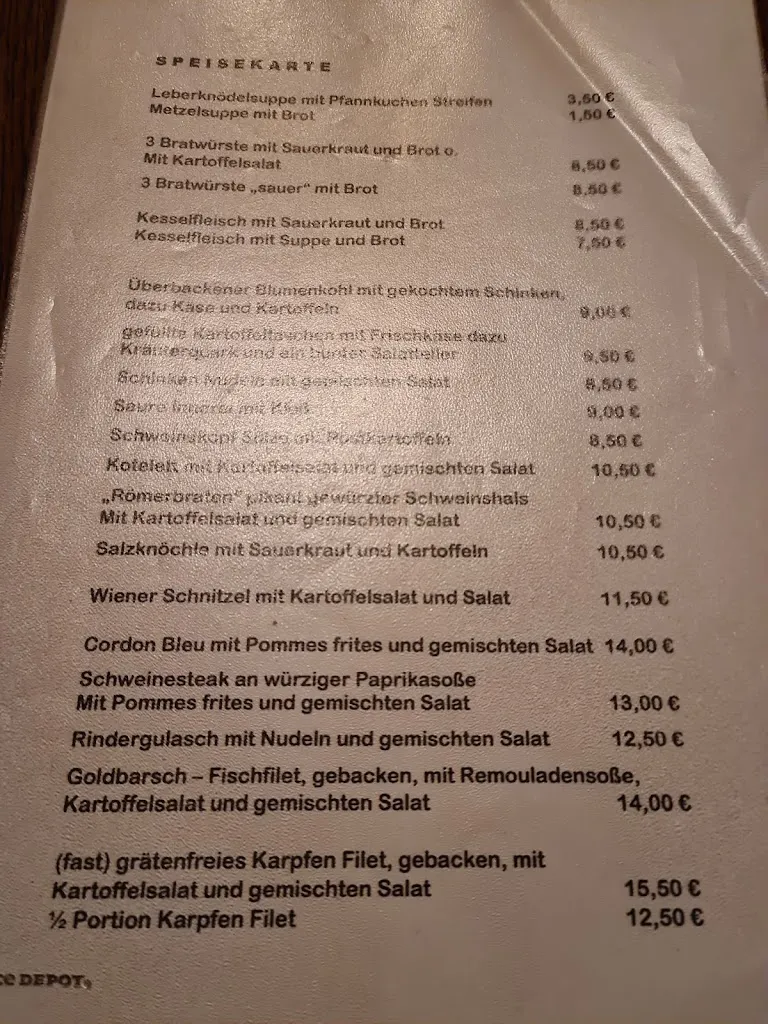 SPEISEKARTE
Leberknödelsuppe mit Pfannkuchen Streifen 3,50 €
Metzelsuppe mit Brot 1,50 €
3 Bratwürste mit Sauerkraut und Brot o.
Mit Kartoffelsalat 8,50 €
3 Bratwürste „sauer“ mit Brot 8,50 €
Kesselfleisch mit Sauerkraut und Brot 8,50 €
Kesselfleisch mit Suppe und Brot 7,50 €
Überbackener Blumenkohl mit gekochtem Schinken,
dazu Käse und Kartoffeln 9,00 €
gefüllte Kartoffeltaschen mit Frischkäse dazu
Kräuterquark und ein bunter Salatteller 9,50 €
Schinken Nudeln mit gemischten Salat 8,50 €
Saure Innerei mit Kloß 9,00 €
Schweinskopf Sülze mit Röstkartoffeln 8,50 €
Kotelett mit Kartoffelsalat und gemischten Salat 10,50 €
„Römerbraten“ pikant gewürzter Schweinshals
Mit Kartoffelsalat und gemischten Salat 10,50 €
Salzknöchle mit Sauerkraut und Kartoffeln 10,50 €
Wiener Schnitzel mit Kartoffelsalat und Salat 11,50 €
Cordon Bleu mit Pommes frites und gemischten Salat 14,00 €
Schweinesteak an würziger Paprikasoße
Mit Pommes frites und gemischten Salat 13,00 €
Rindergulasch mit Nudeln und gemischten Salat 12,50 €
Goldbarsch – Fischfilet, gebacken, mit Remouladensoße,
Kartoffelsalat und gemischten Salat 14,00 €
(fast) grätenfreies Karpfen Filet, gebacken, mit
Kartoffelsalat und gemischten Salat 15,50 €
½ Portion Karpfen Filet 12,50 €
DEPOT